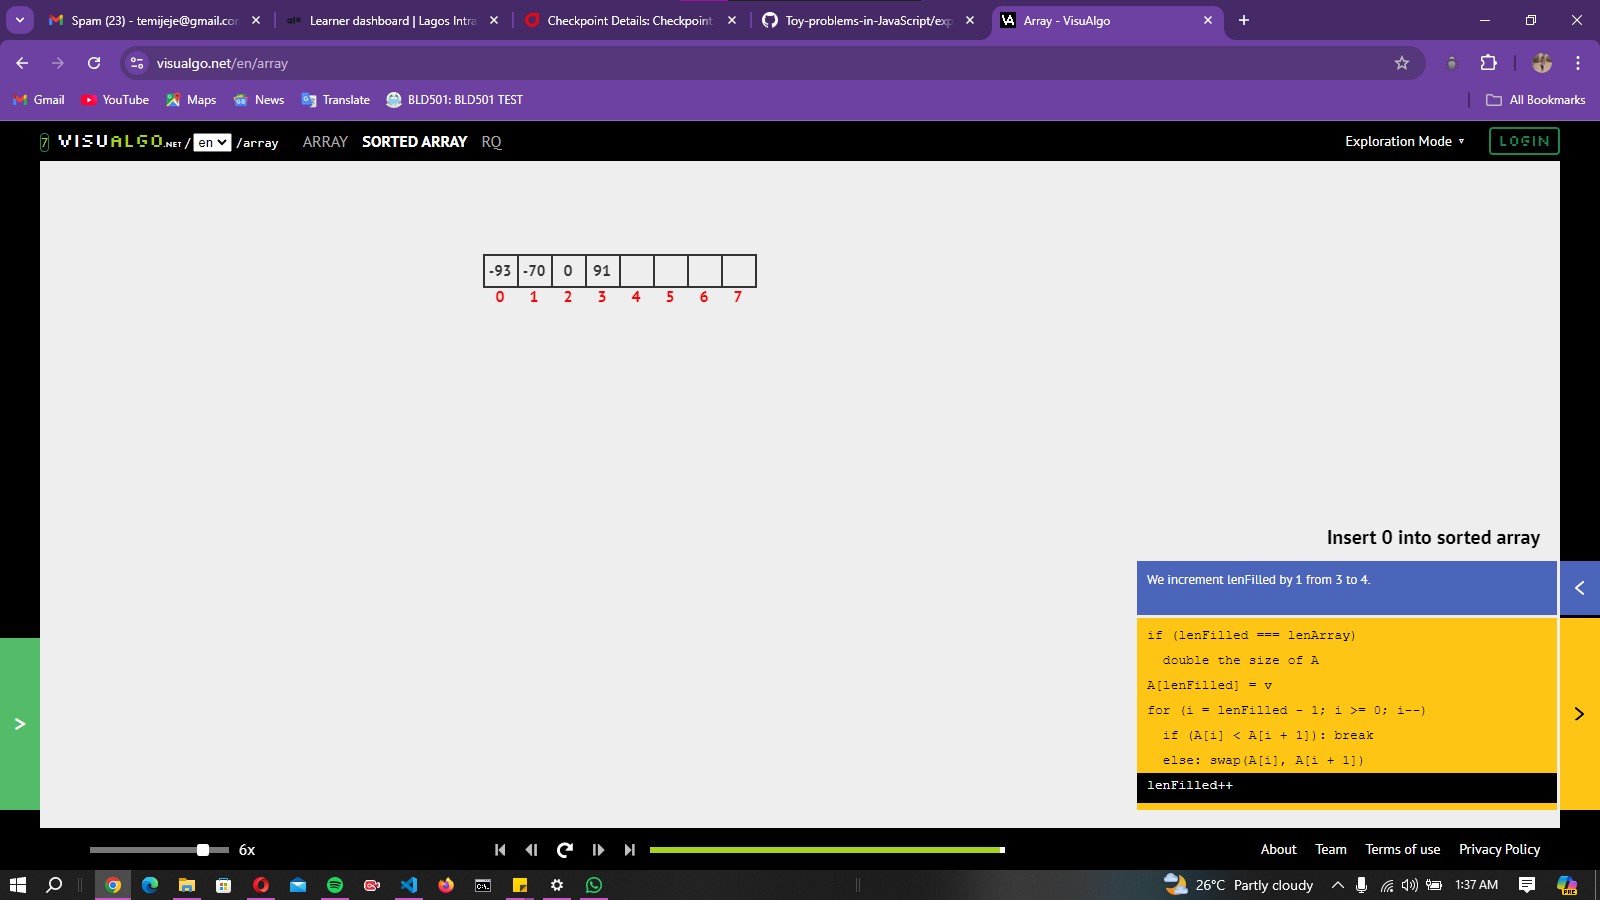 Spam (23) - temijeje@gmail.com
Learner dashboard | Lagos Intra
Checkpoint Details: Checkpoint
Toy-problems-in-JavaScript/exp
Array - VisuAlgo
visualgo.net/en/array
Gmail
YouTube
Maps
News
Translate
BLD501: BLD501 TEST
All Bookmarks
7 VISUALGO.NET / en /array
ARRAY
SORTED ARRAY
RQ
Exploration Mode
LOGIN
-93 -70 0 91
0 1 2 3 4 5 6 7
Insert 0 into sorted array
We increment lenFilled by 1 from 3 to 4.
if (lenFilled === lenArray)
double the size of A
A[lenFilled] = v
for (i = lenFilled - 1; i >= 0; i--)
if (A[i] < A[i + 1]): break
else: swap(A[i], A[i + 1])
lenFilled++
6x
About
Team
Terms of use
Privacy Policy
26°C Partly cloudy
1:37 AM